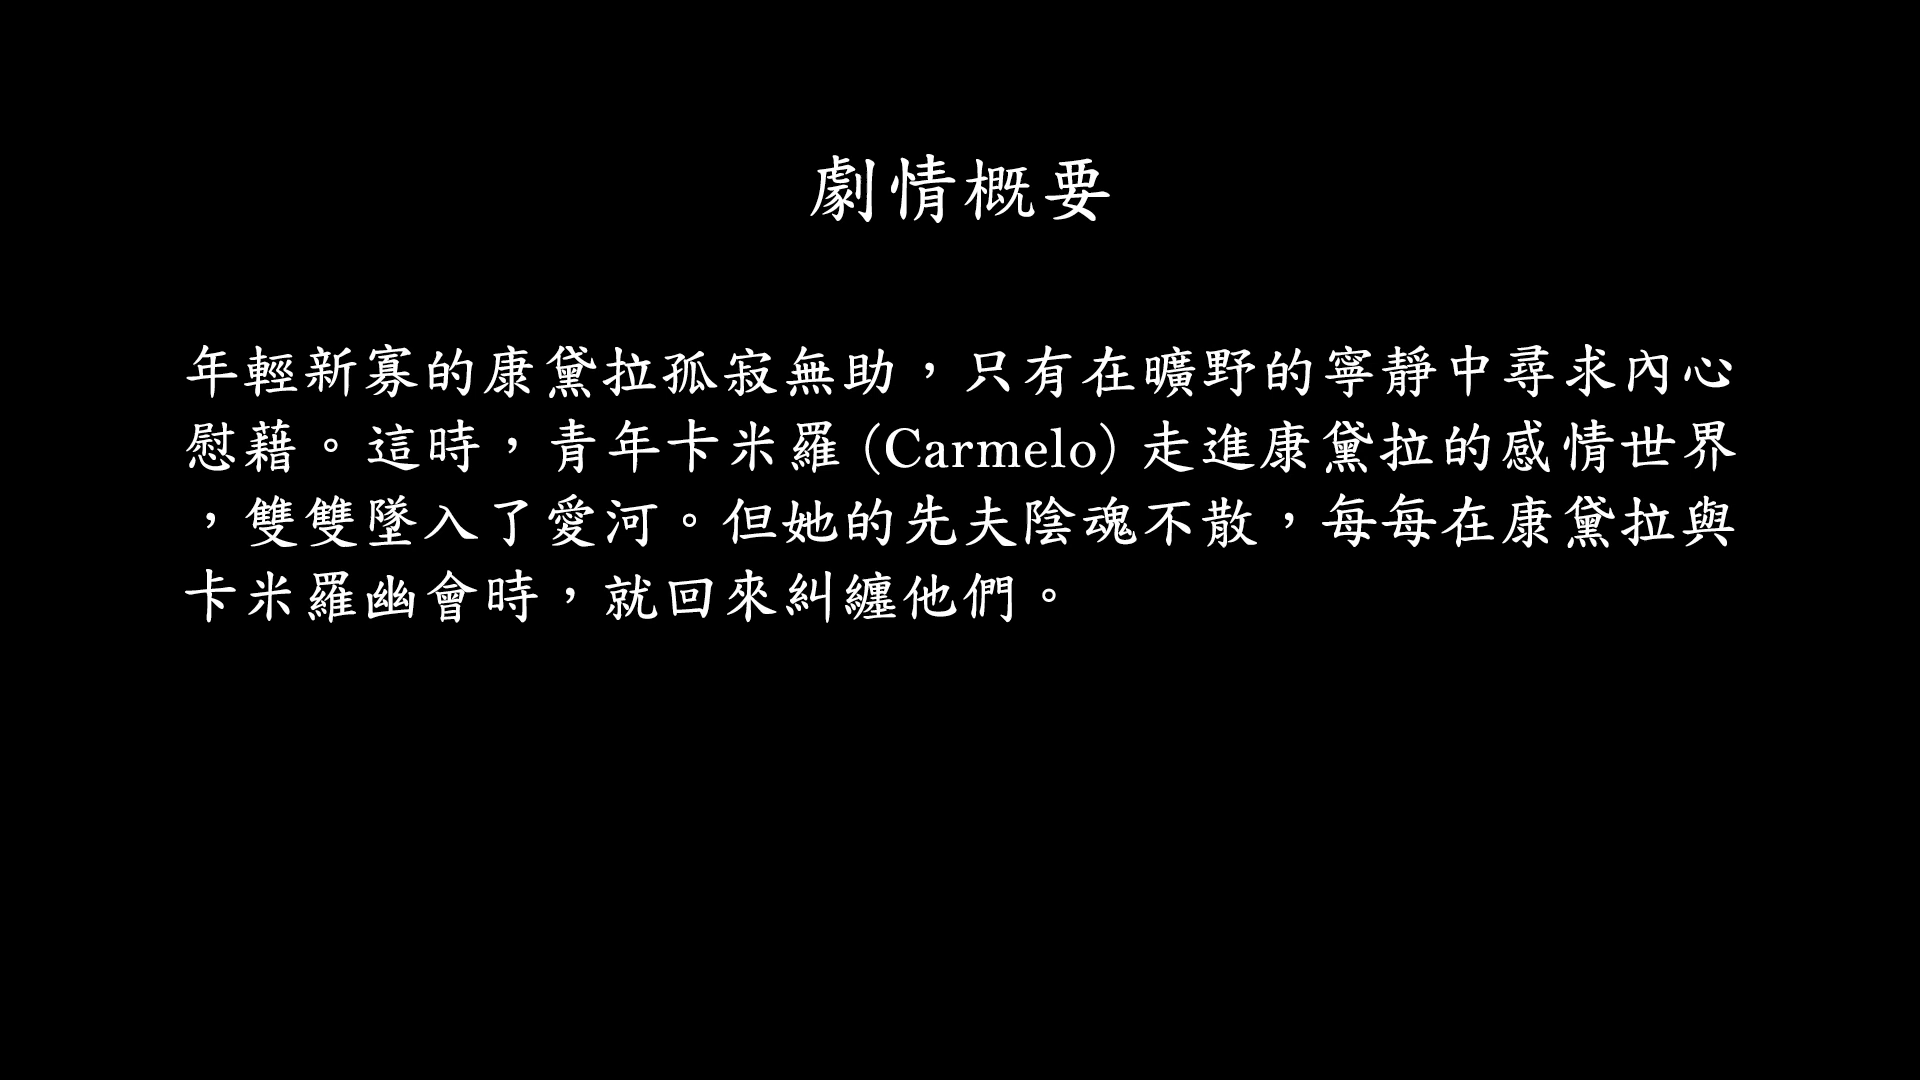 劇情概要
年輕新寡的康黛拉孤寂無助，只有在曠野的寧靜中尋求內心
慰藉。這時，青年卡米羅 (Carmelo) 走進康黛拉的感情世界
，雙雙墜入了愛河。但她的先夫陰魂不散，每每在康黛拉與
卡米羅幽會時，就回來糾纏他們。